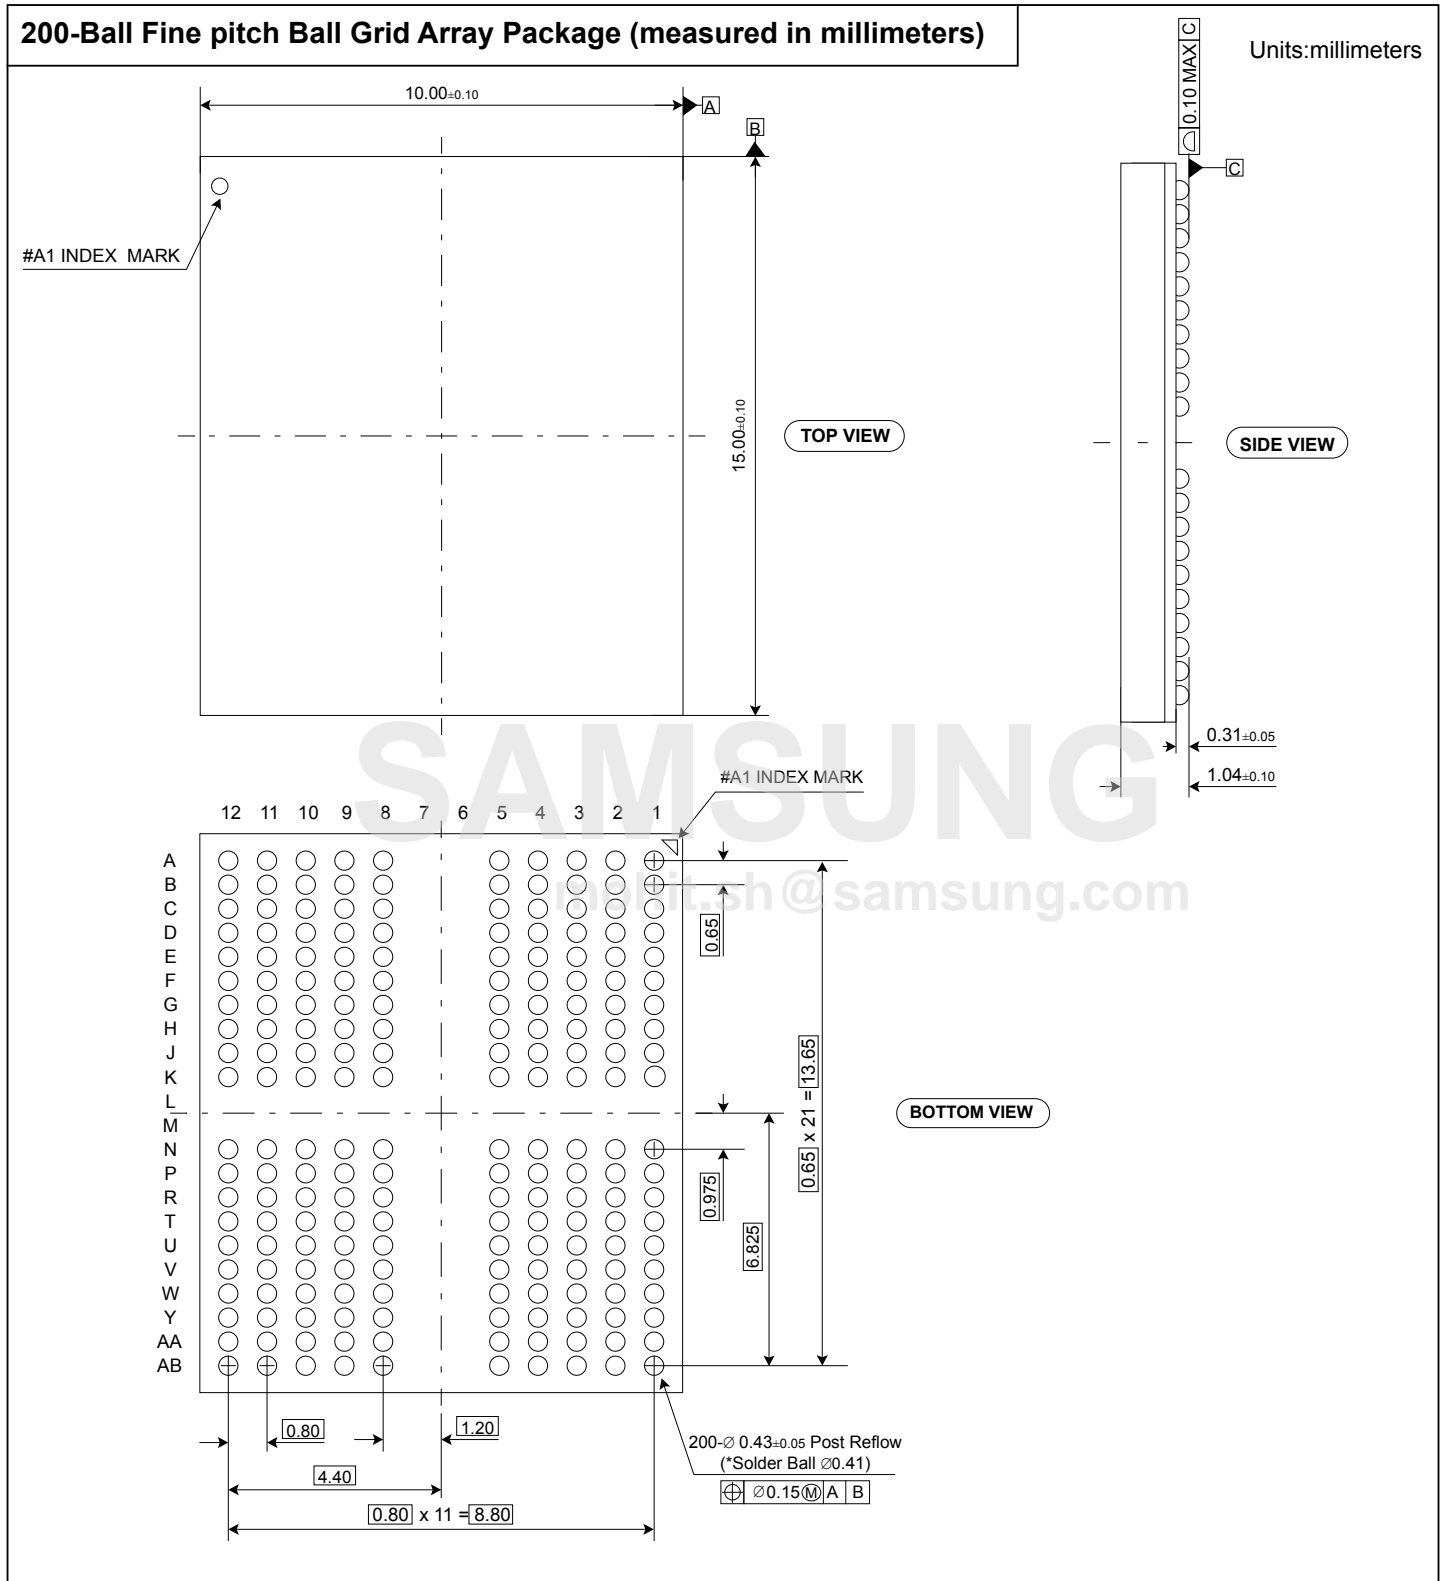 200-Ball Fine pitch Ball Grid Array Package (measured in millimeters)
Units:millimeters
10.00±0.10
A
B
#A1 INDEX  MARK
15.00±0.10
TOP VIEW
0.10 MAX C
C
SIDE VIEW
0.31±0.05
1.04±0.10
SAMSUNG
mohit.sh@samsung.com
#A1 INDEX MARK
12 11 10 9 8 7 6 5 4 3 2 1
A
B
C
D
E
F
G
H
J
K
L
M
N
P
R
T
U
V
W
Y
AA
AB
0.65
0.65 x 21 = 13.65
0.975
6.825
BOTTOM VIEW
0.80
1.20
4.40
0.80 x 11 = 8.80
200-∅ 0.43±0.05 Post Reflow
(*Solder Ball ∅0.41)
⌖ ∅0.15Ⓜ A B